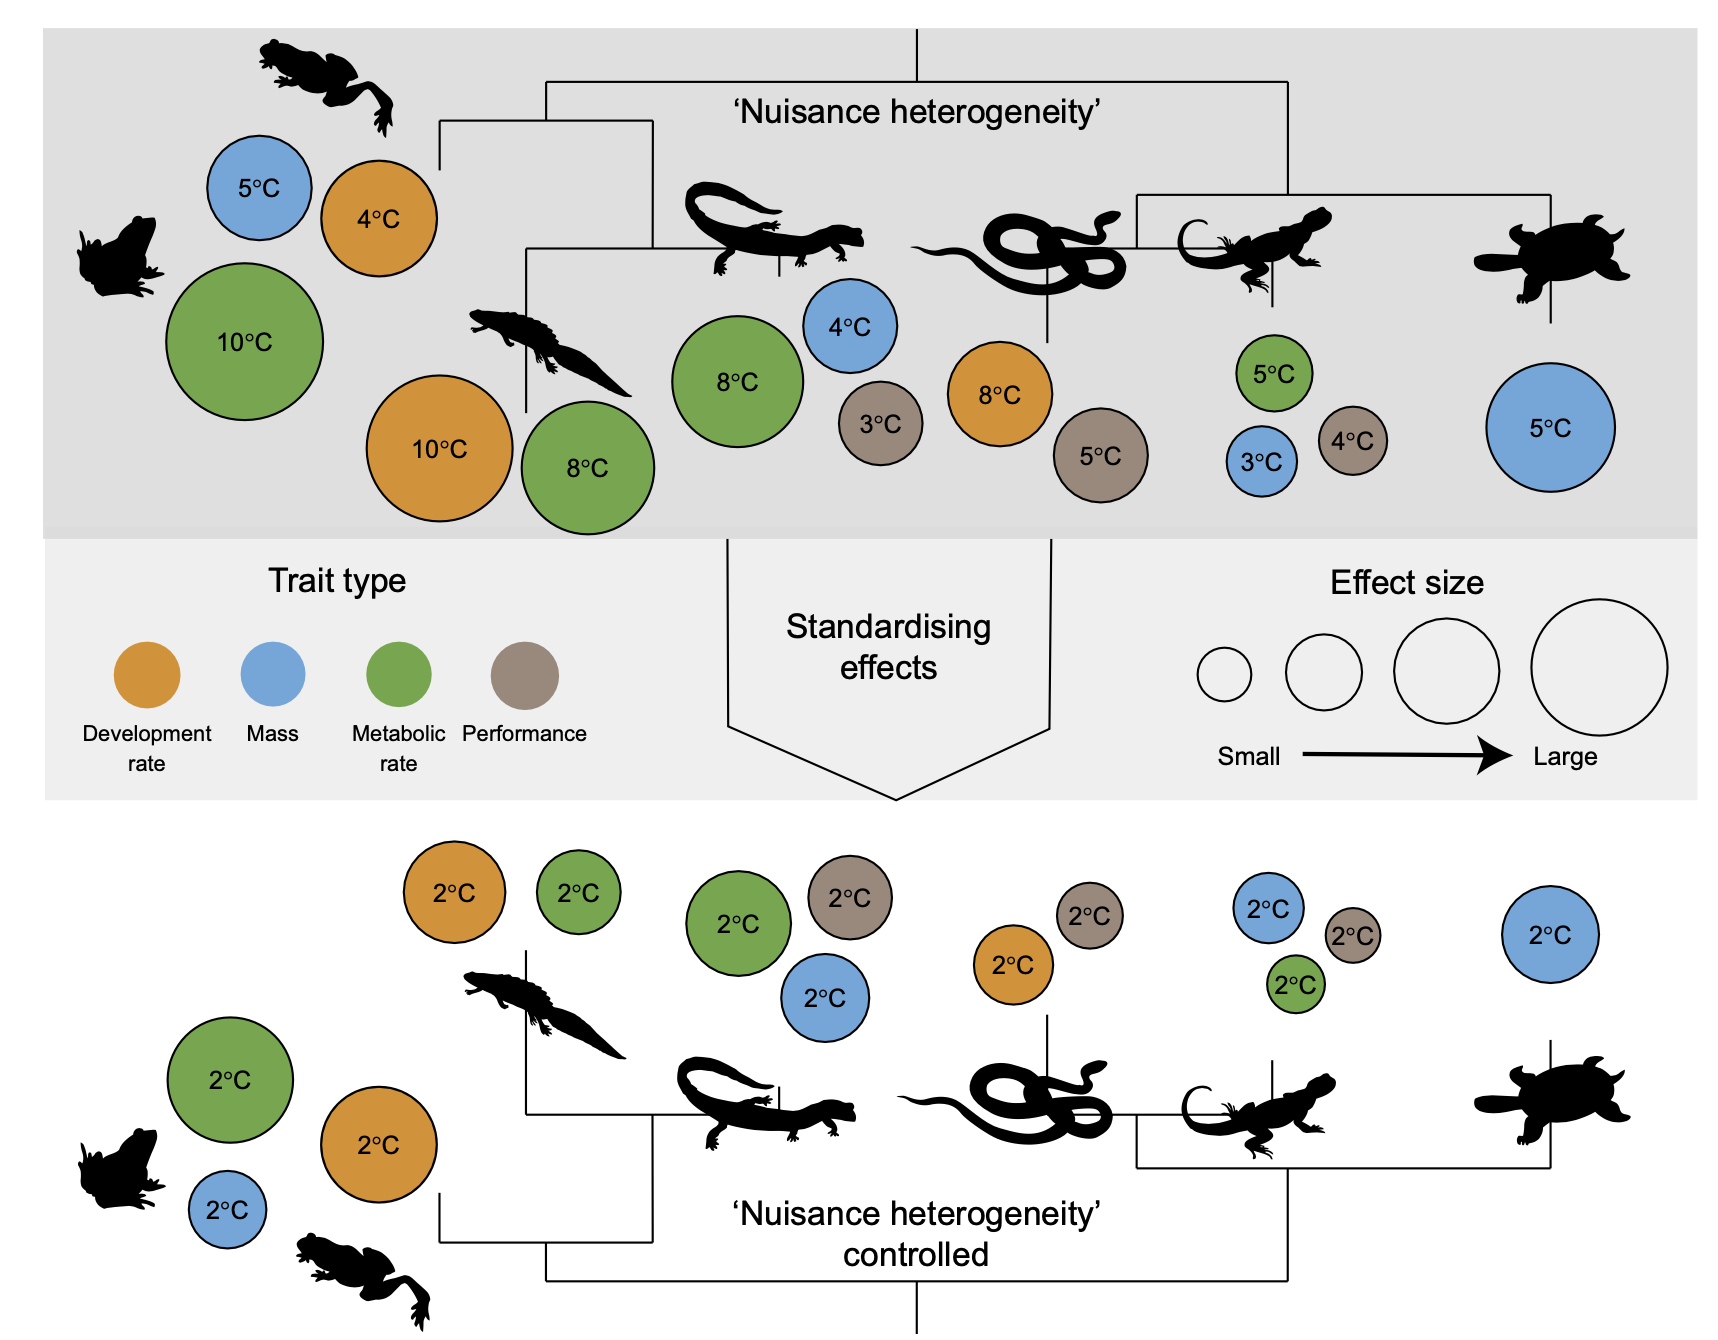 ‘Nuisance heterogeneity’
5°C
4°C
10°C
10°C
8°C
8°C
4°C
3°C
8°C
5°C
5°C
3°C
4°C
5°C
Trait type
Development
rate
Mass
Metabolic
rate
Performance
Standardising
effects
Effect size
Small
Large
2°C
2°C
2°C
2°C
2°C
2°C
2°C
2°C
2°C
2°C
2°C
2°C
2°C
2°C
‘Nuisance heterogeneity’
controlled